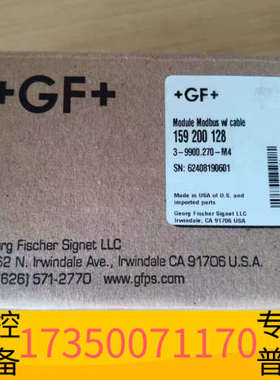 +GF+
+GF+
Module Modbus w/ cable
159 200 128
3-9900.270-M4
SN: 62408190601
Made in USA of U.S. and
imported parts
Georg Fischer Signet LLC
Irwindale, CA 91706 USA
org Fischer Signet LLC
62 N. Irwindale Ave, Irwindale CA 91706 U.S.A.
626) 571-2770 www.gfps.com
控
专
备
17350071170
普